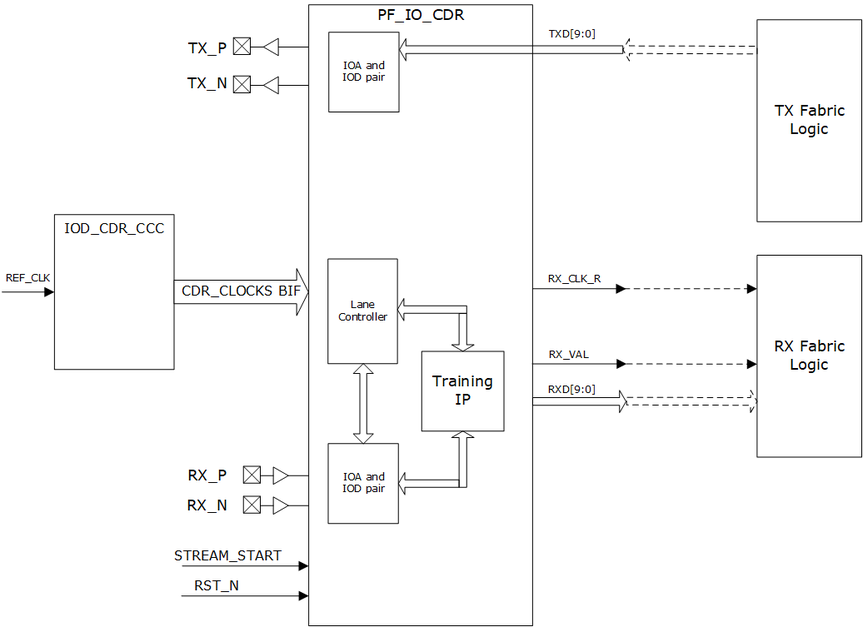 PF_IO_CDR
TX_P
TX_N
IOA and
IOD pair
TXD[9:0]
TX Fabric
Logic
IOD_CDR_CCC
REF_CLK
CDR_CLOCKS BIF
Lane
Controller
Training
IP
RX_CLK_R
RX_VAL
RXD[9:0]
RX Fabric
Logic
RX_P
RX_N
IOA and
IOD pair
STREAM_START
RST_N